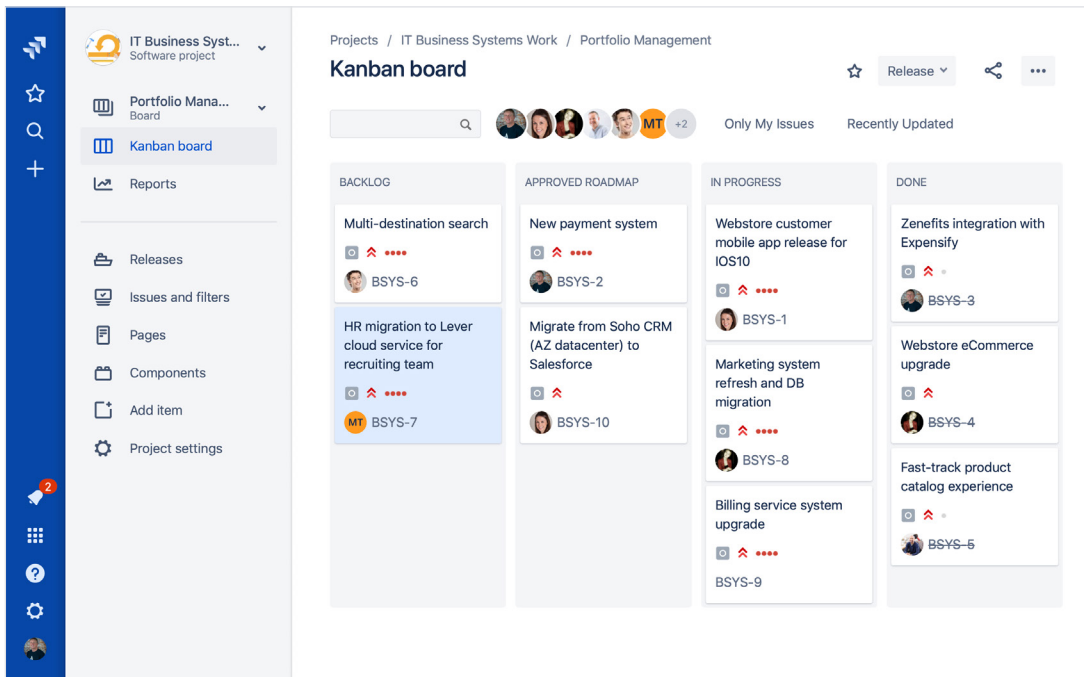 IT Business Syst...
Software project
Portfolio Mana...
Board
Kanban board
Reports
Releases
Issues and filters
Pages
Components
Add item
Project settings
2
Projects / IT Business Systems Work / Portfolio Management
Kanban board
Release
MT
+2
Only My Issues
Recently Updated
BACKLOG
Multi-destination search
BSYS-6
HR migration to Lever
cloud service for
recruiting team
MT BSYS-7
APPROVED ROADMAP
New payment system
BSYS-2
Migrate from Soho CRM
(AZ datacenter) to
Salesforce
BSYS-10
IN PROGRESS
Webstore customer
mobile app release for
IOS10
BSYS-1
Marketing system
refresh and DB
migration
BSYS-8
Billing service system
upgrade
BSYS-9
DONE
Zenefits integration with
Expensify
BSYS-3
Webstore eCommerce
upgrade
BSYS-4
Fast-track product
catalog experience
BSYS-5